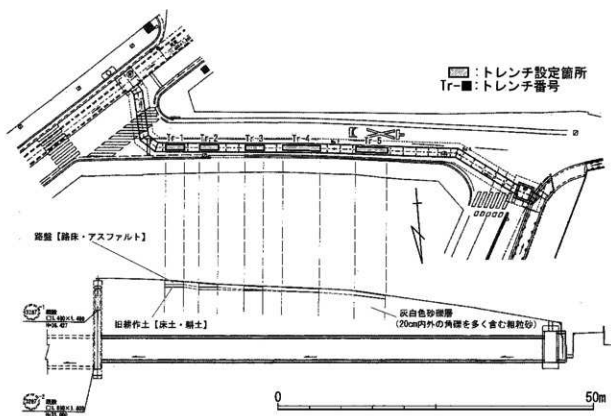 ：トレンチ設定箇所
Tr-■：トレンチ番号
Tr-1 Tr-2 Tr-3 Tr-4 Tr-5
路盤【路床・アスファルト】
旧耕作土【床土・耕土】
灰白色砂礫層
（20cm内外の角礫を多く含む粗粒砂）
0 50m